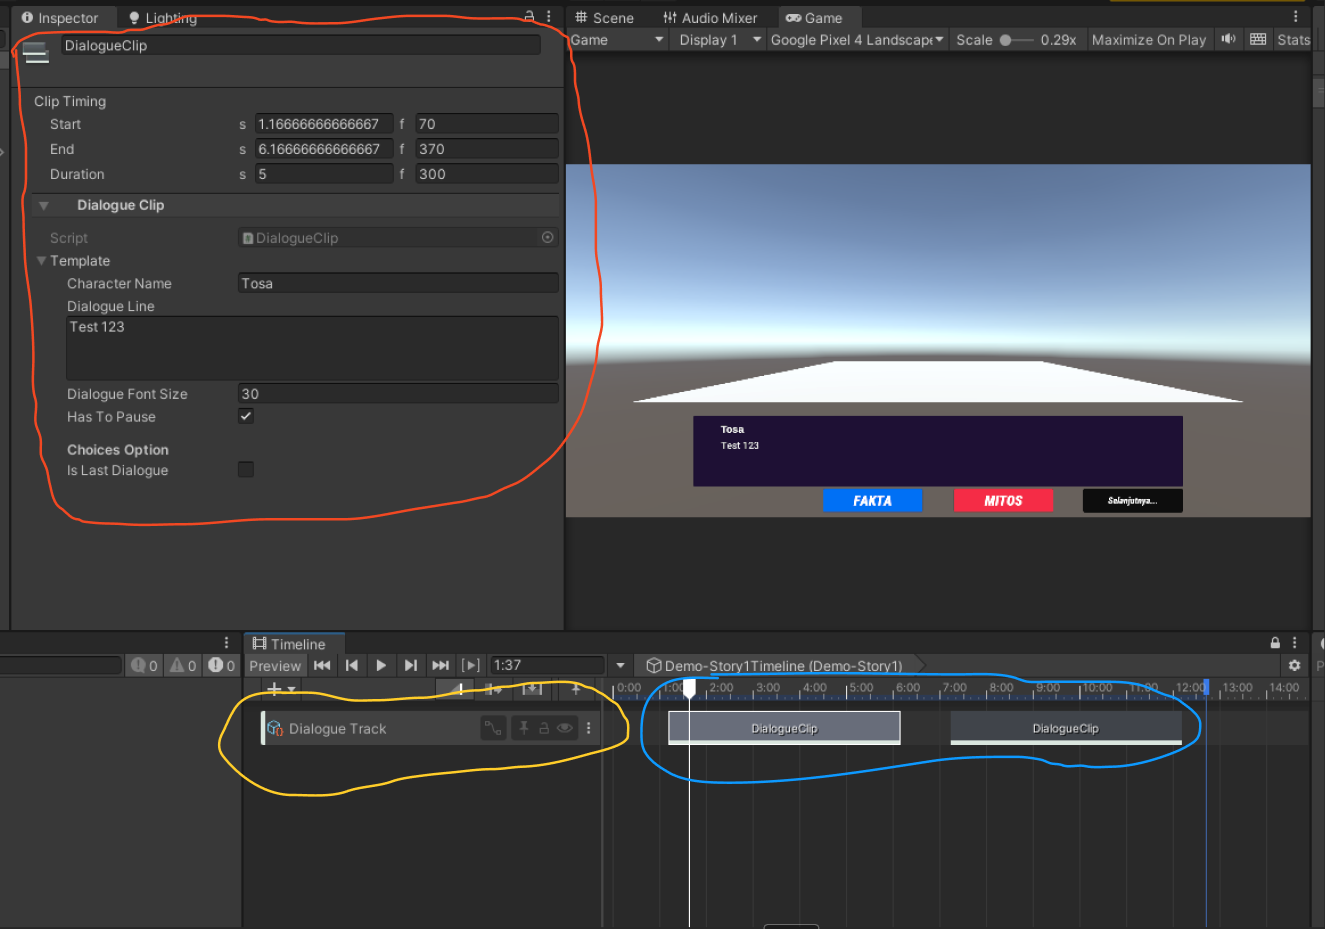 Inspector
Lighting
DialogueClip
Clip Timing
Start s 1.16666666666667 f 70
End s 6.16666666666667 f 370
Duration s 5 f 300
Dialogue Clip
Script DialogueClip
Template
Character Name Tosa
Dialogue Line
Test 123
Dialogue Font Size 30
Has To Pause
Choices Option
Is Last Dialogue
Scene
Audio Mixer
Game
Game
Display 1
Google Pixel 4 Landscape
Scale 0.29x
Maximize On Play
Stats
Tosa
Test 123
FAKTA
MITOS
Selanjutnya...
0
0
0
Timeline
Preview
1:37
Demo-Story1Timeline (Demo-Story1)
0:00 1:00 2:00 3:00 4:00 5:00 6:00 7:00 8:00 9:00 10:00 11:00 12:00 13:00 14:00
Dialogue Track
DialogueClip
DialogueClip